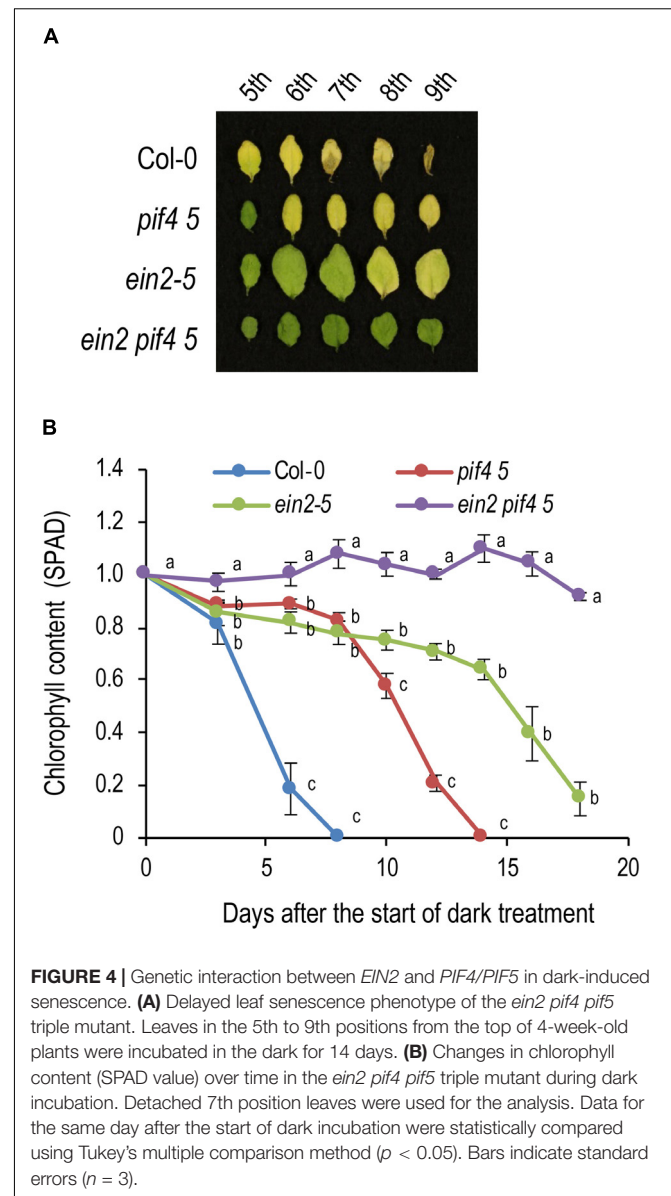 A
5th 6th 7th 8th 9th
Col-0
pif4 5
ein2-5
ein2 pif4 5
B
Col-0 pif4 5
ein2-5 ein2 pif4 5
Chlorophyll content (SPAD)
1.4
1.2
1.0
0.8
0.6
0.4
0.2
0
a a a a a a a a a
b b b c c c
b b b b b b b b
b c c
0 5 10 15 20
Days after the start of dark treatment
FIGURE 4 | Genetic interaction between EIN2 and PIF4/PIF5 in dark-induced
senescence. (A) Delayed leaf senescence phenotype of the ein2 pif4 pif5
triple mutant. Leaves in the 5th to 9th positions from the top of 4-week-old
plants were incubated in the dark for 14 days. (B) Changes in chlorophyll
content (SPAD value) over time in the ein2 pif4 pif5 triple mutant during dark
incubation. Detached 7th position leaves were used for the analysis. Data for
the same day after the start of dark incubation were statistically compared
using Tukey's multiple comparison method (p < 0.05). Bars indicate standard
errors (n = 3).